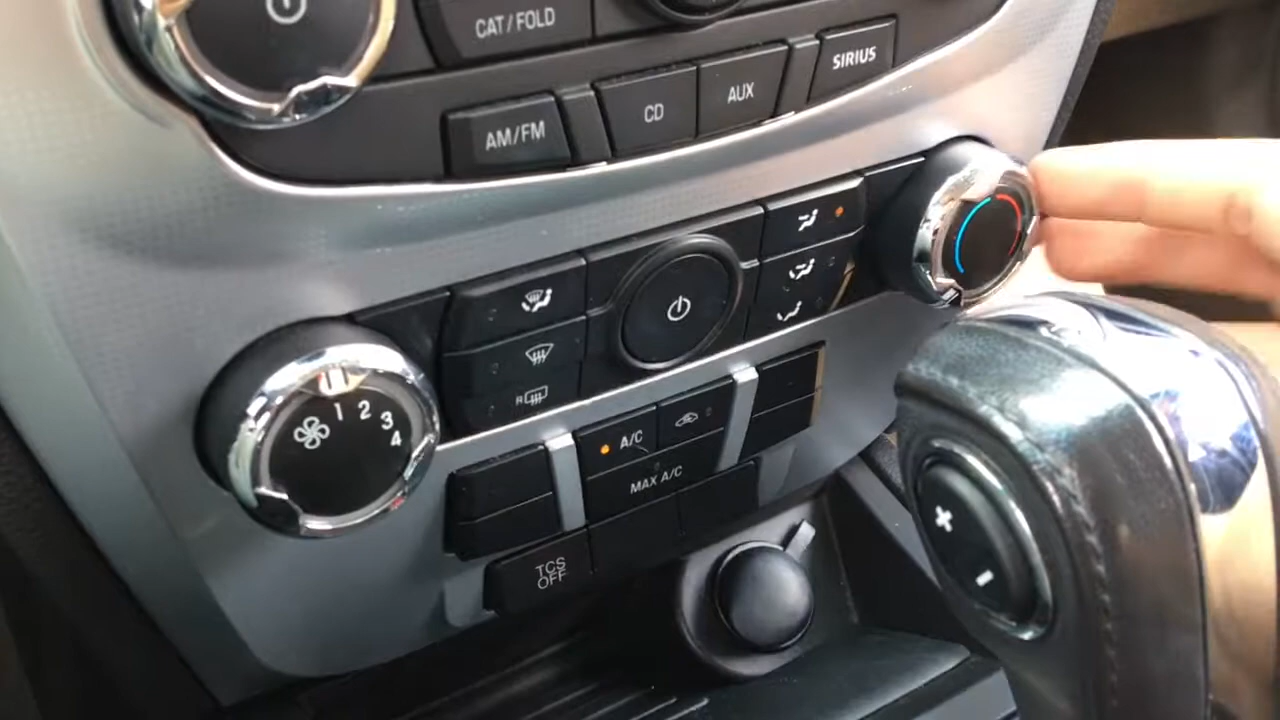 CAT/FOLD
AM/FM
CD
AUX
SIRIUS
R
1 2 3 4
A/C
MAX A/C
TCS
OFF
+
-